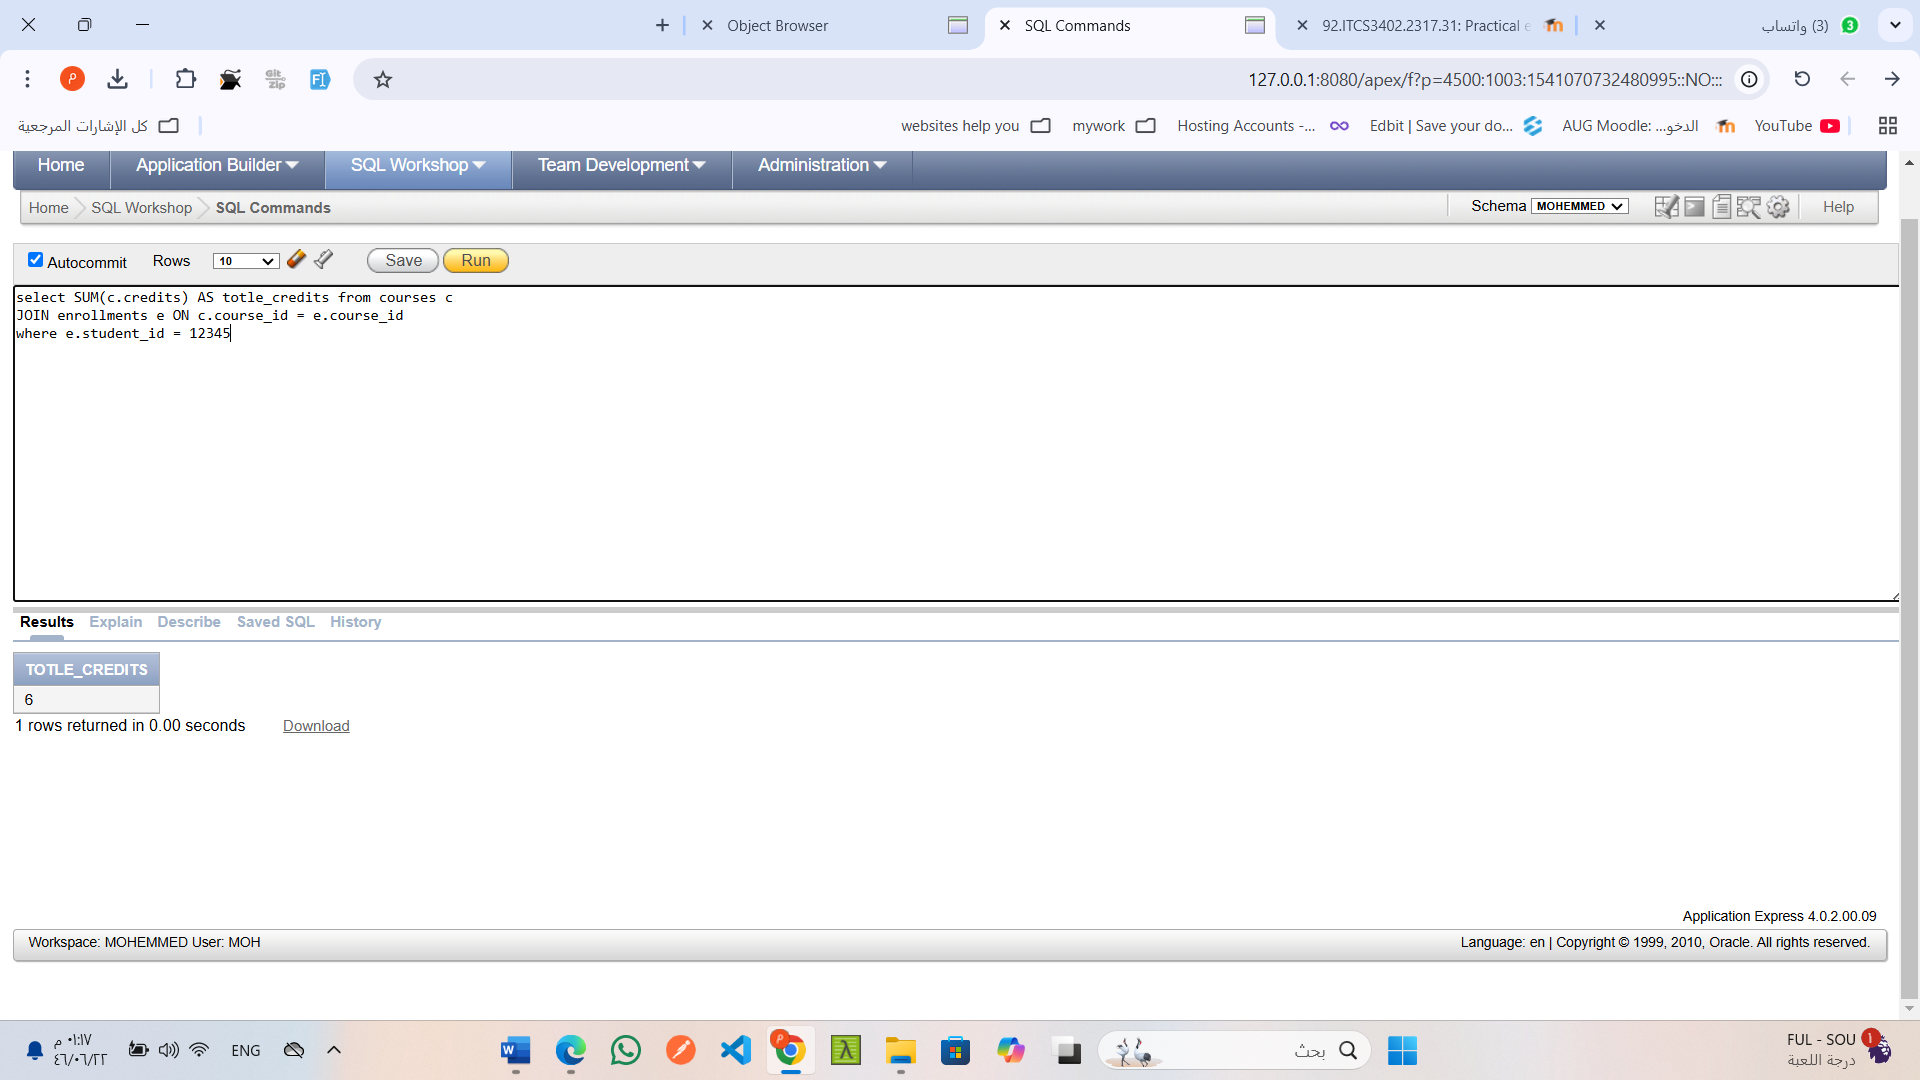 Object Browser
SQL Commands
92.ITCS3402.2317.31: Practical e
(3) واتساب
3
P
Git
Zip
FI
127.0.0.1:8080/apex/f?p=4500:1003:1541070732480995::NO:::
كل الإشارات المرجعية
websites help you
mywork
Hosting Accounts -...
Edbit | Save your do...
AUG Moodle: الدخو...
YouTube
Home
Application Builder
SQL Workshop
Team Development
Administration
Home
SQL Workshop
SQL Commands
Schema
MOHEMMED
Help
Autocommit
Rows
10
Save
Run
select SUM(c.credits) AS totle_credits from courses c
JOIN enrollments e ON c.course_id = e.course_id
where e.student_id = 12345
Results
Explain
Describe
Saved SQL
History
TOTLE_CREDITS
6
1 rows returned in 0.00 seconds
Download
Application Express 4.0.2.00.09
Workspace: MOHEMMED User: MOH
Language: en | Copyright © 1999, 2010, Oracle. All rights reserved.
٠١:١٧ م
٤٦/٠٦/٢٢
ENG
W
P
بحث
FUL - SOU
درجة اللعبة
1